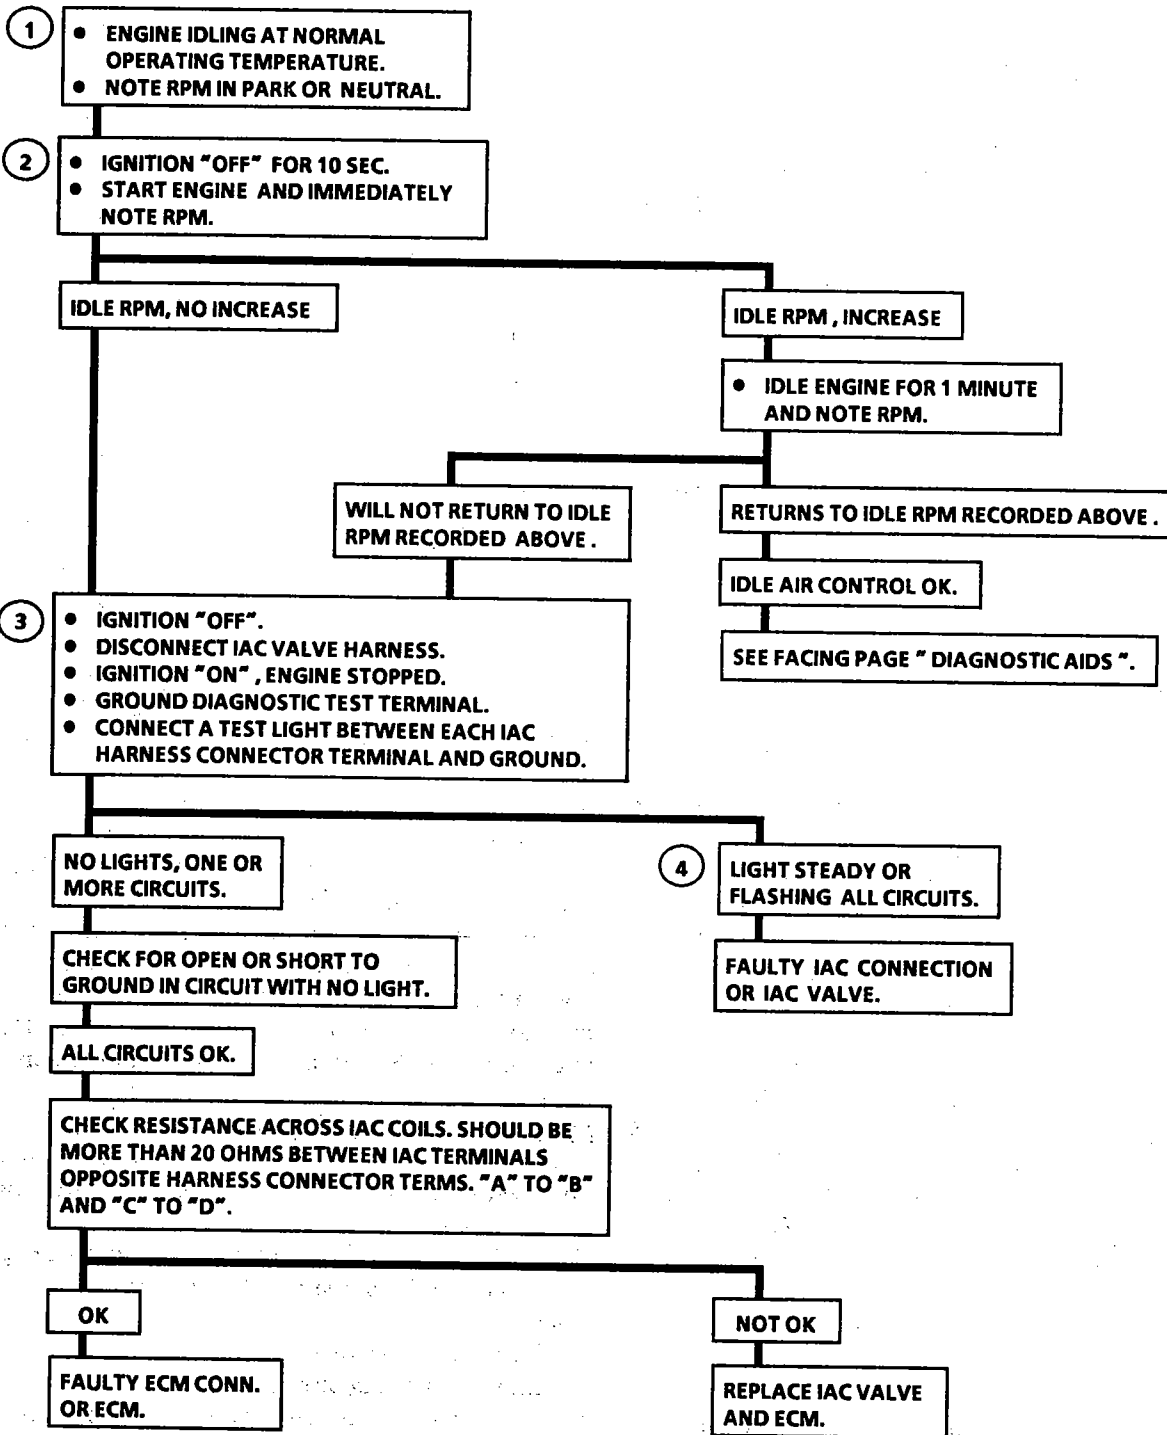 1
● ENGINE IDLING AT NORMAL
OPERATING TEMPERATURE.
● NOTE RPM IN PARK OR NEUTRAL.
2
● IGNITION "OFF" FOR 10 SEC.
● START ENGINE AND IMMEDIATELY
NOTE RPM.
IDLE RPM, NO INCREASE
IDLE RPM , INCREASE
● IDLE ENGINE FOR 1 MINUTE
AND NOTE RPM.
WILL NOT RETURN TO IDLE
RPM RECORDED ABOVE .
RETURNS TO IDLE RPM RECORDED ABOVE .
IDLE AIR CONTROL OK.
SEE FACING PAGE " DIAGNOSTIC AIDS ".
3
● IGNITION "OFF".
● DISCONNECT IAC VALVE HARNESS.
● IGNITION "ON" , ENGINE STOPPED.
● GROUND DIAGNOSTIC TEST TERMINAL.
● CONNECT A TEST LIGHT BETWEEN EACH IAC
HARNESS CONNECTOR TERMINAL AND GROUND.
NO LIGHTS, ONE OR
MORE CIRCUITS.
4
LIGHT STEADY OR
FLASHING ALL CIRCUITS.
CHECK FOR OPEN OR SHORT TO
GROUND IN CIRCUIT WITH NO LIGHT.
FAULTY IAC CONNECTION
OR IAC VALVE.
ALL CIRCUITS OK.
CHECK RESISTANCE ACROSS IAC COILS. SHOULD BE
MORE THAN 20 OHMS BETWEEN IAC TERMINALS
OPPOSITE HARNESS CONNECTOR TERMS. "A" TO "B"
AND "C" TO "D".
OK
NOT OK
FAULTY ECM CONN.
OR ECM.
REPLACE IAC VALVE
AND ECM.